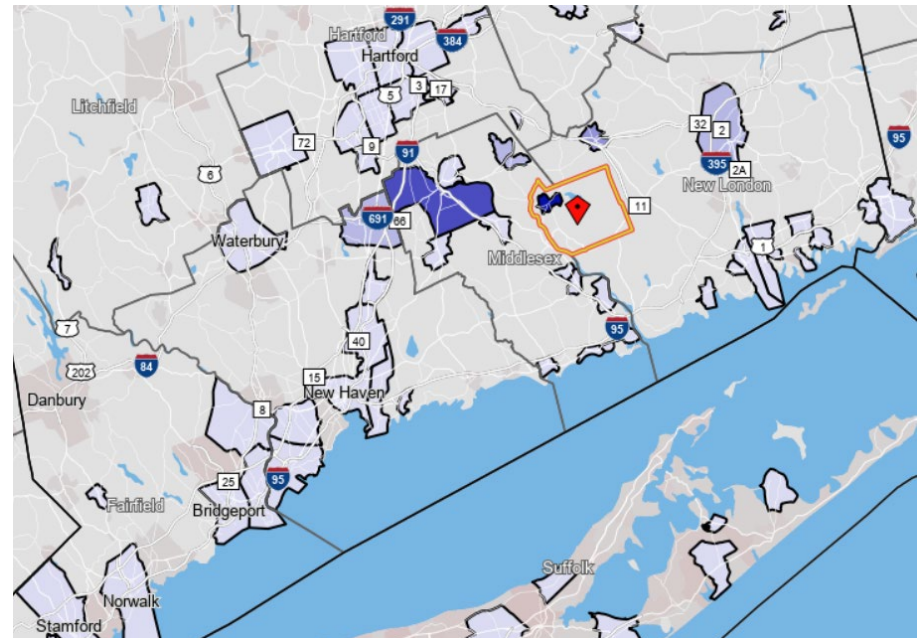 291
Hartford
384
Hartford
3
17
5
Litchfield
32
2
72
9
91
95
6
395
2A
New London
11
691
66
Waterbury
1
Middlesex
7
95
40
84
202
15
New Haven
Danbury
8
25
95
Fairfield
Bridgeport
Suffolk
Norwalk
Stamford